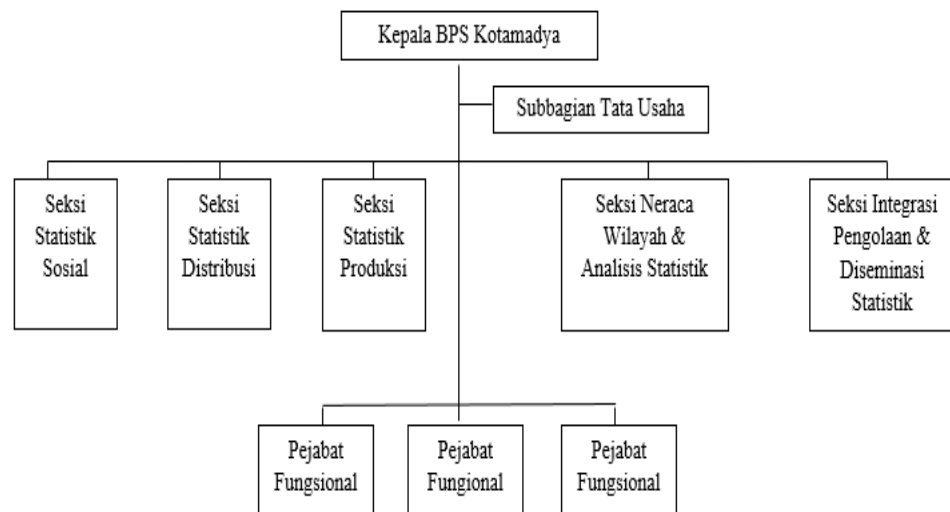 Kepala BPS Kotamadya
Subbagian Tata Usaha
Seksi
Statistik
Sosial
Seksi
Statistik
Distribusi
Seksi
Statistik
Produksi
Seksi Neraca
Wilayah &
Analisis Statistik
Seksi Integrasi
Pengolaan &
Diseminasi
Statistik
Pejabat
Fungsional
Pejabat
Fungional
Pejabat
Fungsional